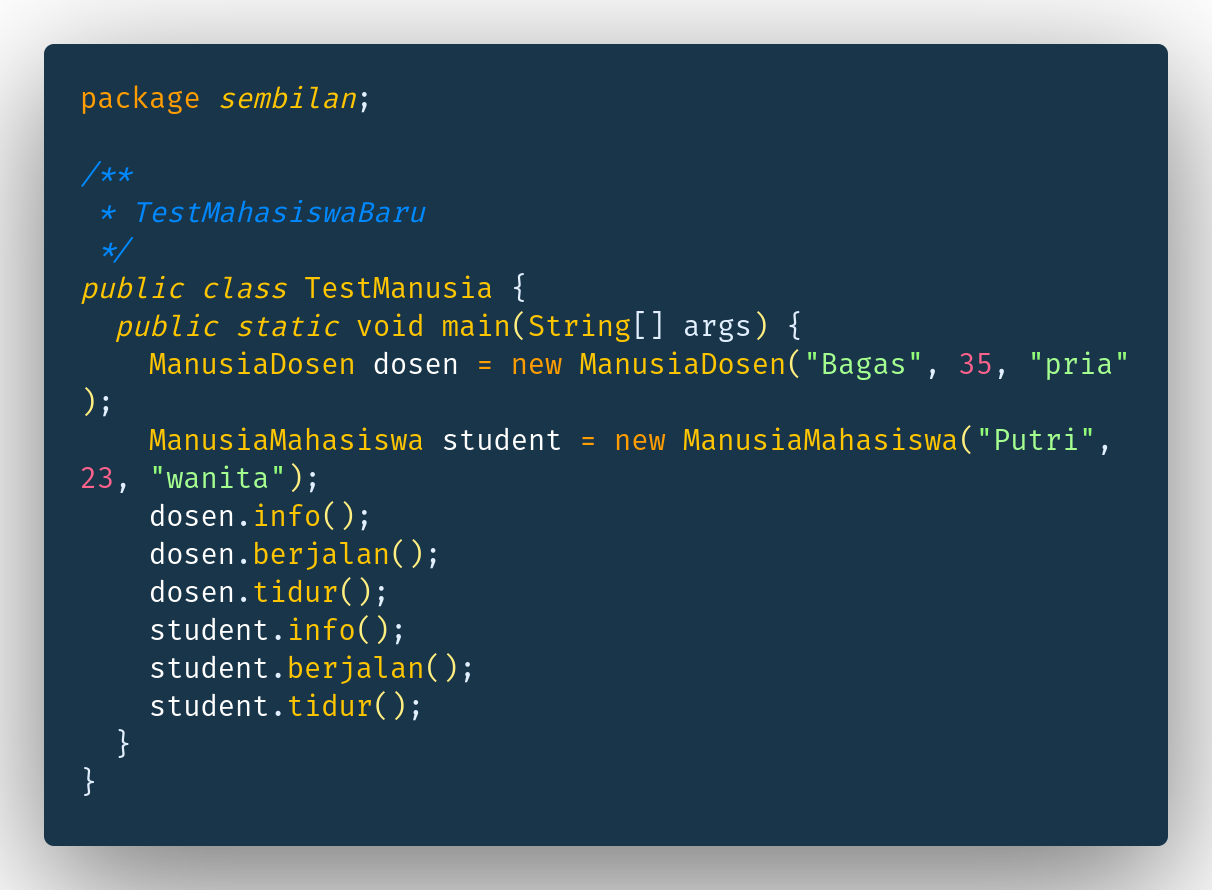 package sembilan;

/**
 * TestMahasiswaBaru
 */
public class TestManusia {
  public static void main(String[] args) {
    ManusiaDosen dosen = new ManusiaDosen("Bagas", 35, "pria"
);
    ManusiaMahasiswa student = new ManusiaMahasiswa("Putri",
23, "wanita");
    dosen.info();
    dosen.berjalan();
    dosen.tidur();
    student.info();
    student.berjalan();
    student.tidur();
  }
}